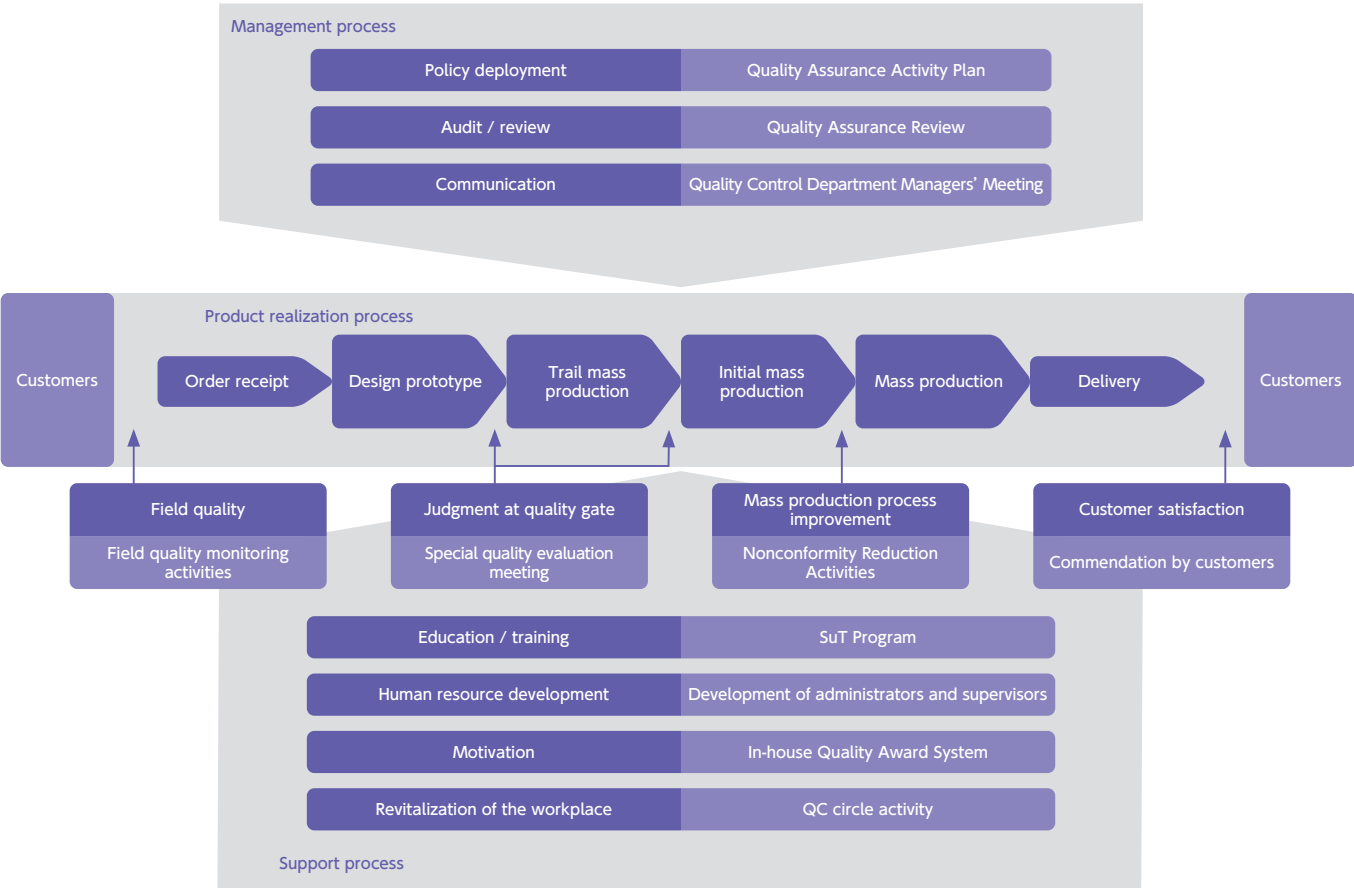 Management process
Policy deployment
Quality Assurance Activity Plan
Audit / review
Quality Assurance Review
Communication
Quality Control Department Managers’ Meeting
Product realization process
Customers
Order receipt
Design prototype
Trail mass
production
Initial mass
production
Mass production
Delivery
Customers
Field quality
Field quality monitoring
activities
Judgment at quality gate
Special quality evaluation
meeting
Mass production process
improvement
Nonconformity Reduction
Activities
Customer satisfaction
Commendation by customers
Education / training
SuT Program
Human resource development
Development of administrators and supervisors
Motivation
In-house Quality Award System
Revitalization of the workplace
QC circle activity
Support process